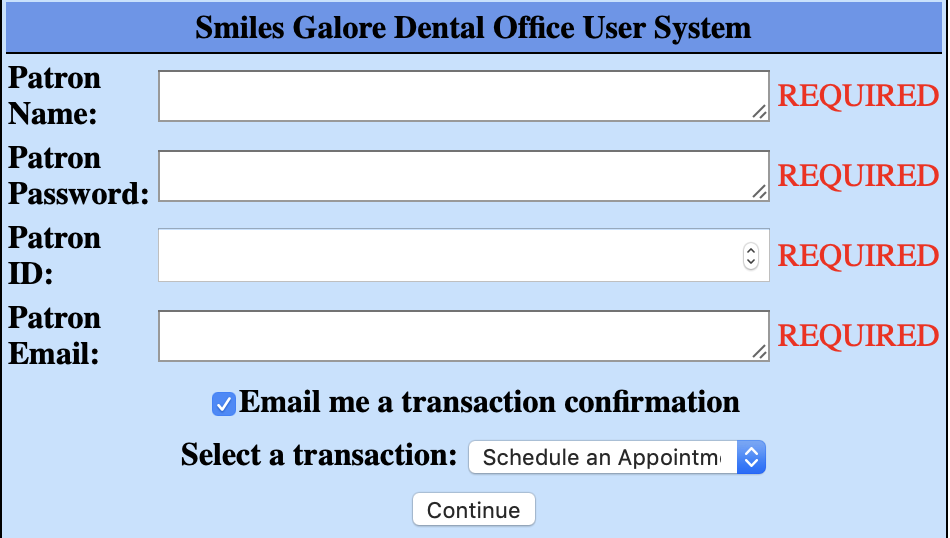 Smiles Galore Dental Office User System
Patron
Name:
REQUIRED
Patron
Password:
REQUIRED
Patron
ID:
REQUIRED
Patron
Email:
REQUIRED
Email me a transaction confirmation
Select a transaction: Schedule an Appointm
Continue